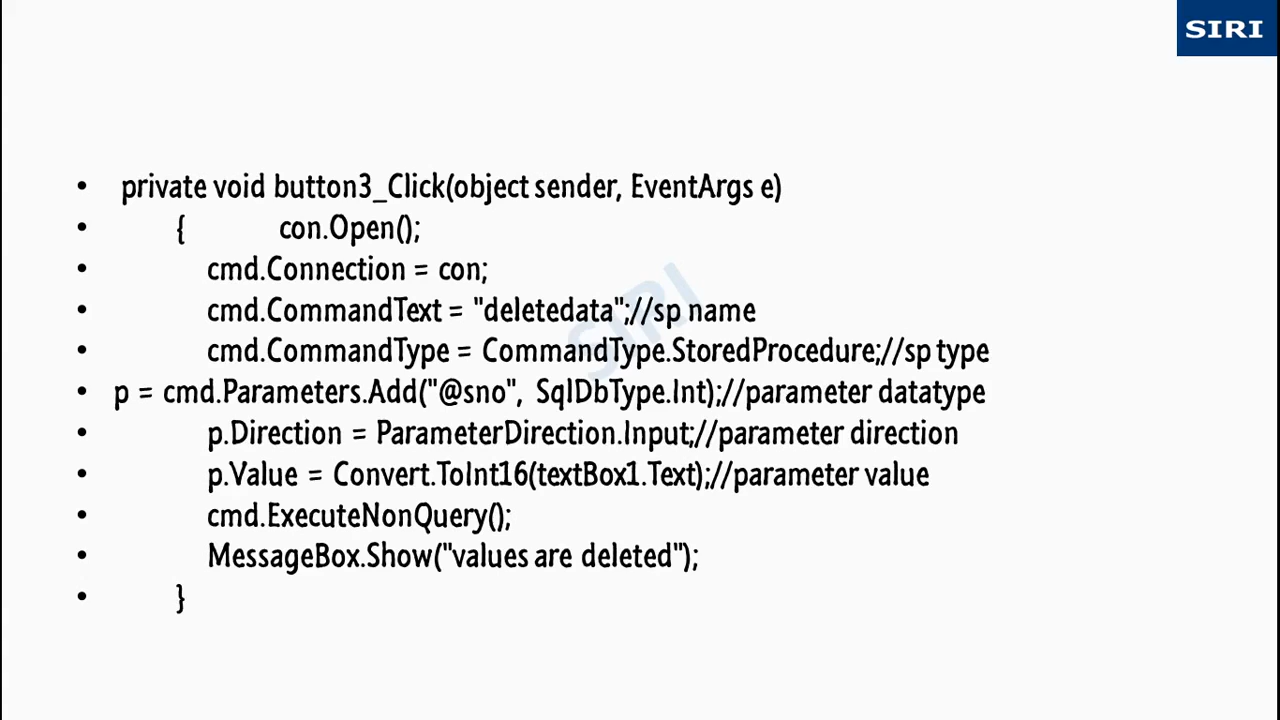 SIRI
• private void button3_Click(object sender, EventArgs e)
• { con.Open();
• cmd.Connection = con;
• cmd.CommandText = "deletedata";//sp name
• cmd.CommandType = CommandType.StoredProcedure;//sp type
• p = cmd.Parameters.Add("@sno", SqlDbType.Int);//parameter datatype
• p.Direction = ParameterDirection.Input;//parameter direction
• p.Value = Convert.ToInt16(textBox1.Text);//parameter value
• cmd.ExecuteNonQuery();
• MessageBox.Show("values are deleted");
• }
SIRI